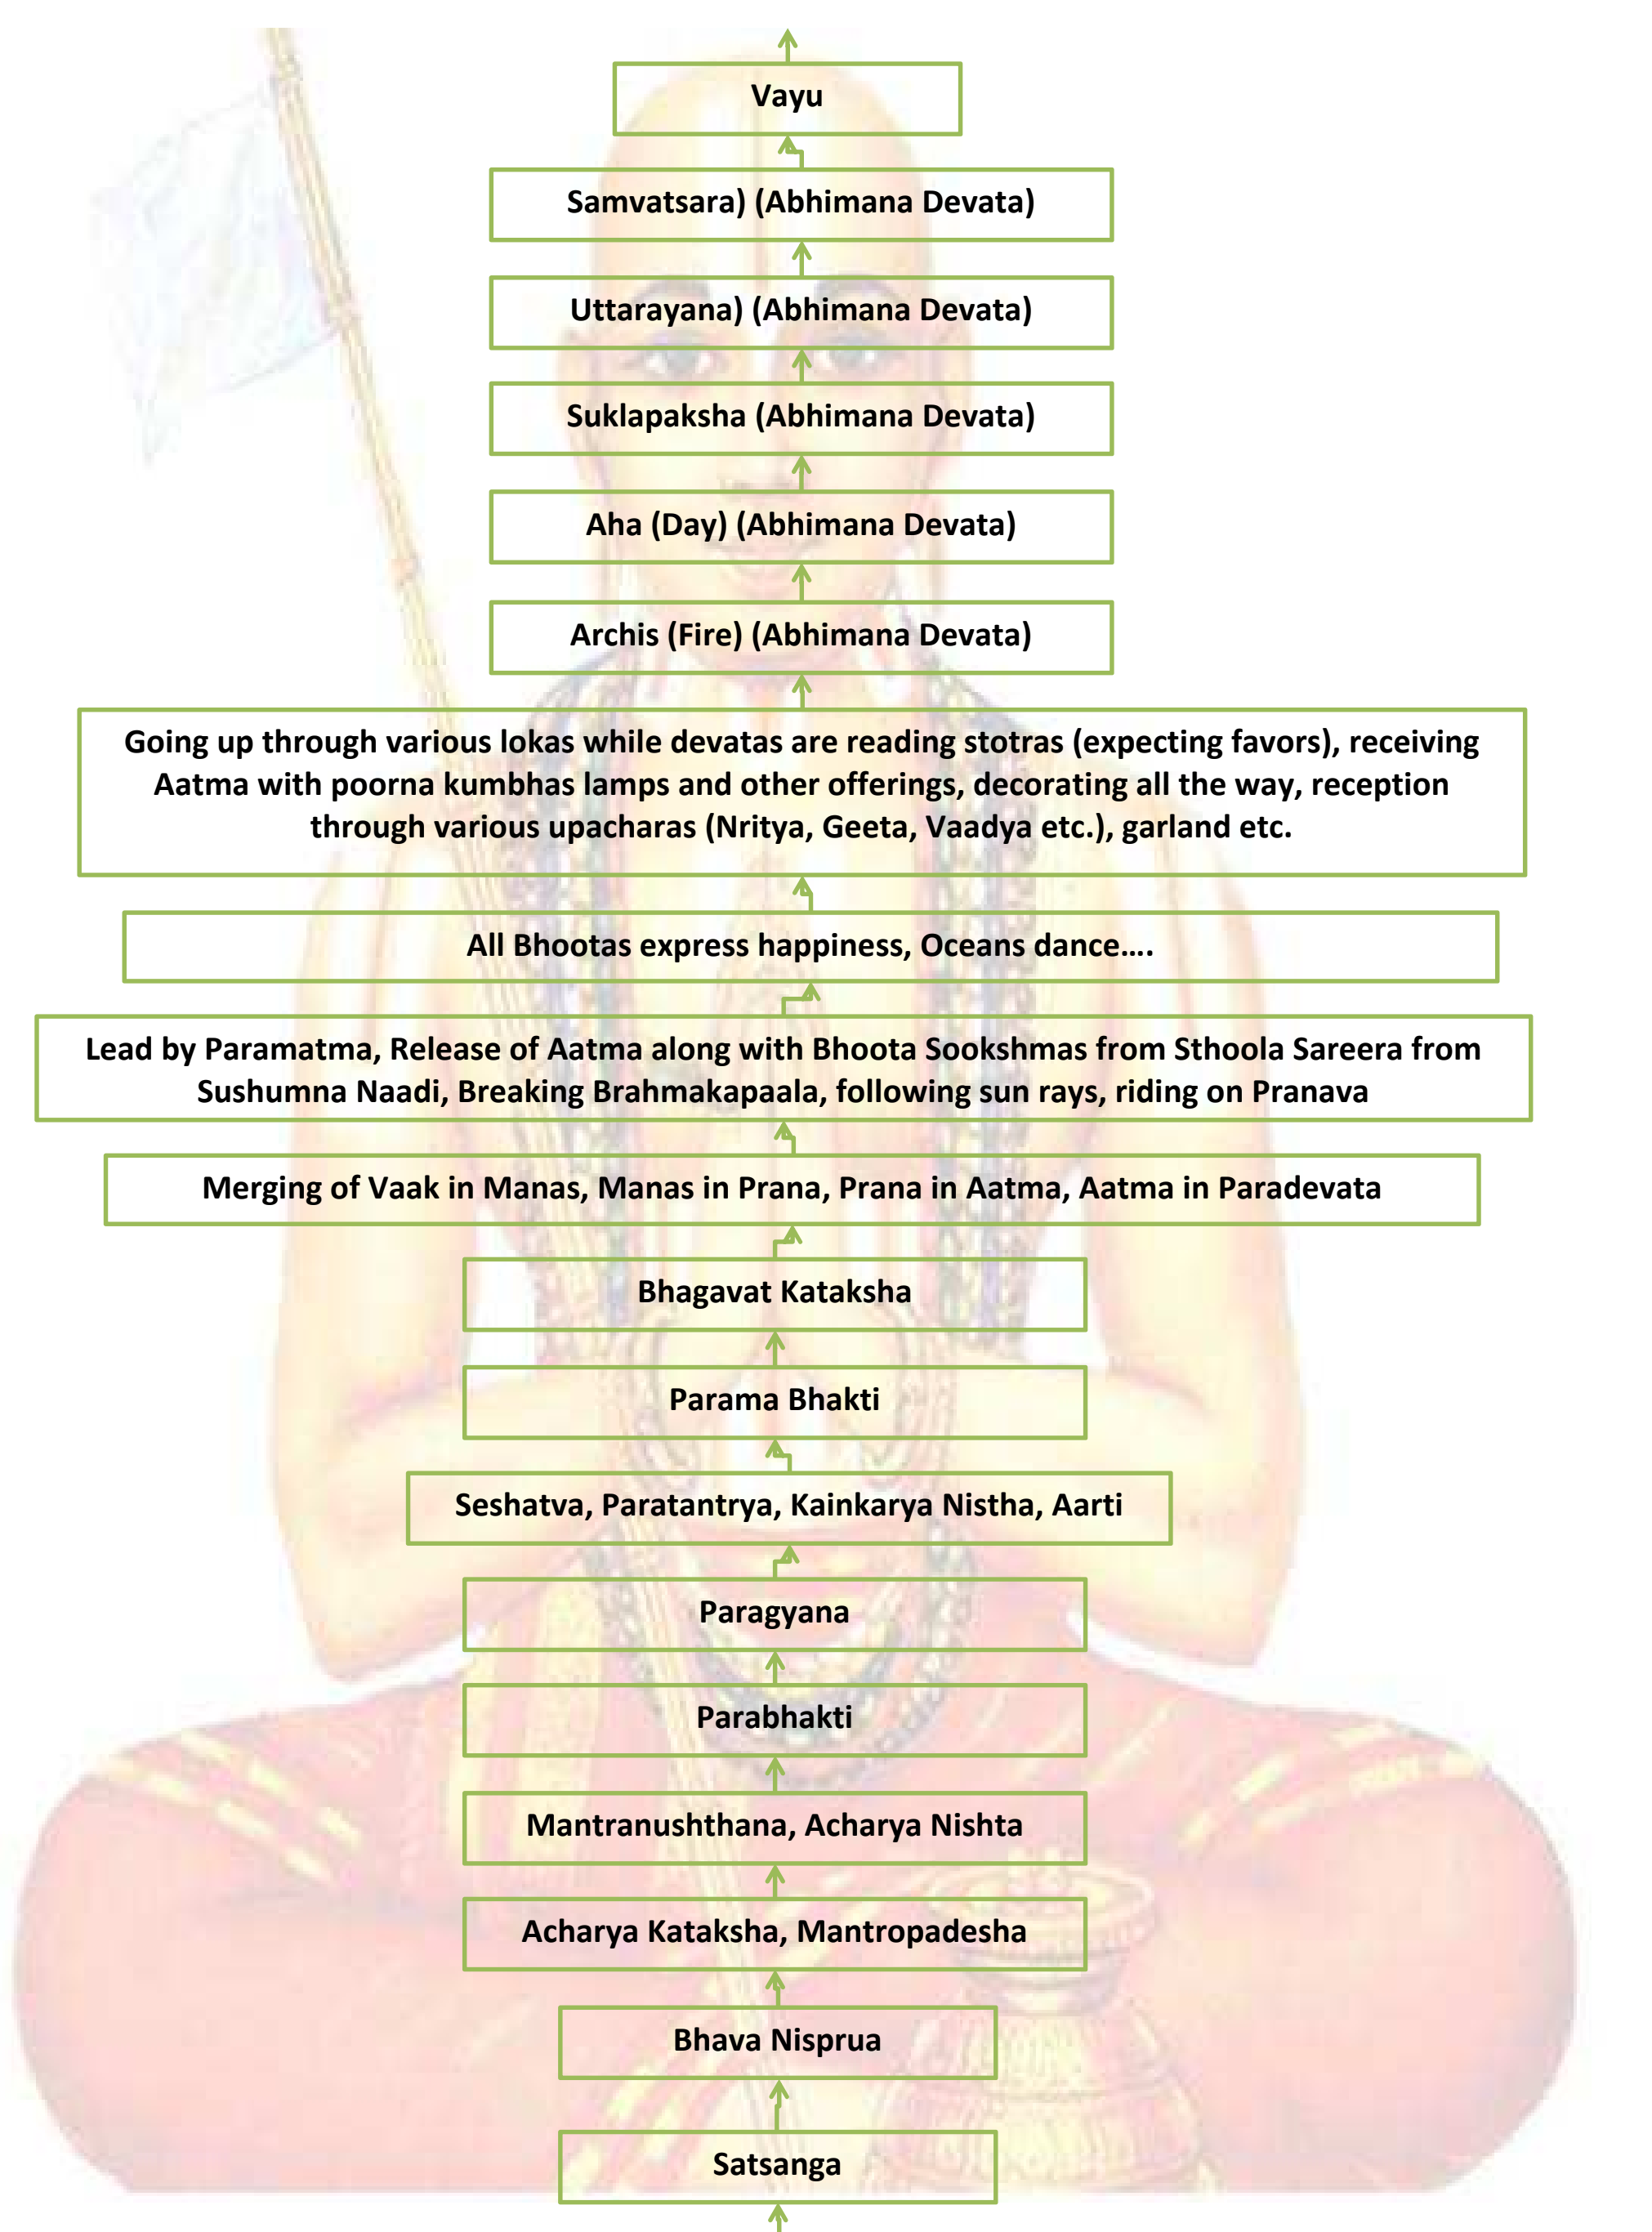 Vayu
Samvatsara) (Abhimana Devata)
Uttarayana) (Abhimana Devata)
Suklapaksha (Abhimana Devata)
Aha (Day) (Abhimana Devata)
Archis (Fire) (Abhimana Devata)
Going up through various lokas while devatas are reading stotras (expecting favors), receiving
Aatma with poorna kumbhas lamps and other offerings, decorating all the way, reception
through various upacharas (Nritya, Geeta, Vaadya etc.), garland etc.
All Bhootas express happiness, Oceans dance....
Lead by Paramatma, Release of Aatma along with Bhoota Sookshmas from Sthoola Sareera from
Sushumna Naadi, Breaking Brahmakapaala, following sun rays, riding on Pranava
Merging of Vaak in Manas, Manas in Prana, Prana in Aatma, Aatma in Paradevata
Bhagavat Kataksha
Parama Bhakti
Seshatva, Paratantrya, Kainkarya Nistha, Aarti
Paragyana
Parabhakti
Mantranushthana, Acharya Nishta
Acharya Kataksha, Mantropadesha
Bhava Nisprua
Satsanga